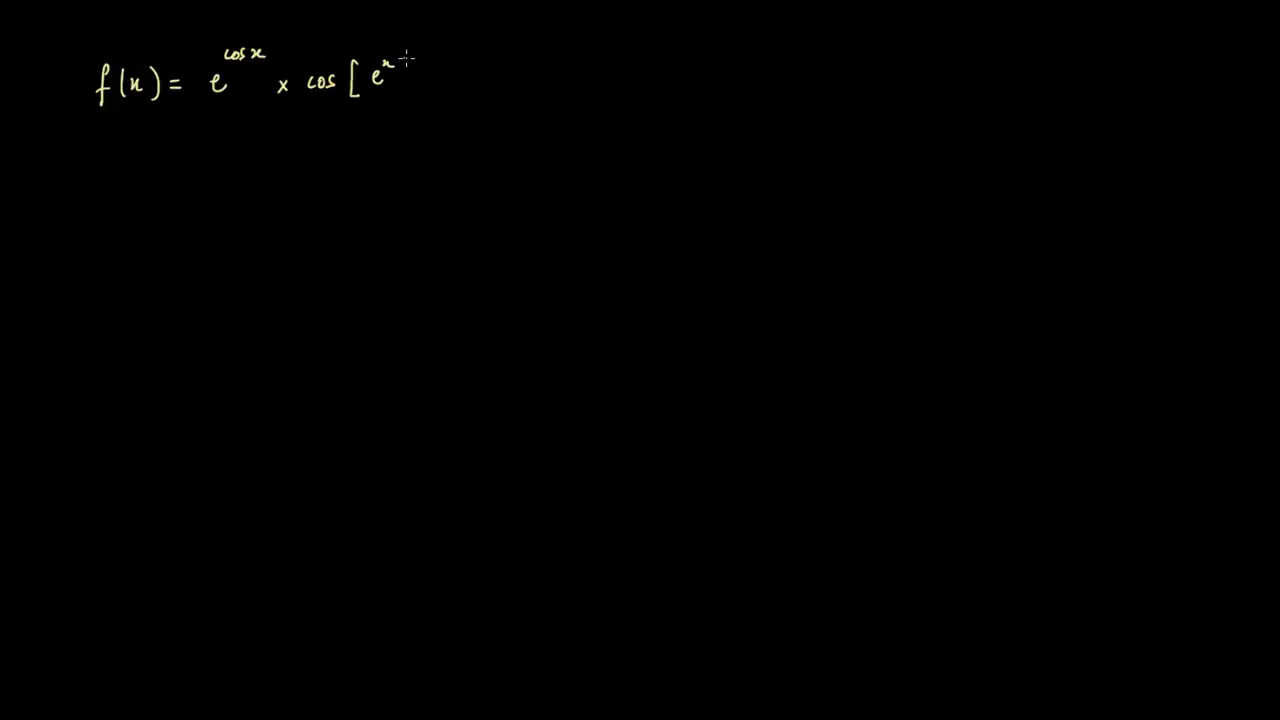 f(x) = e^{cos x} × cos [ e^x